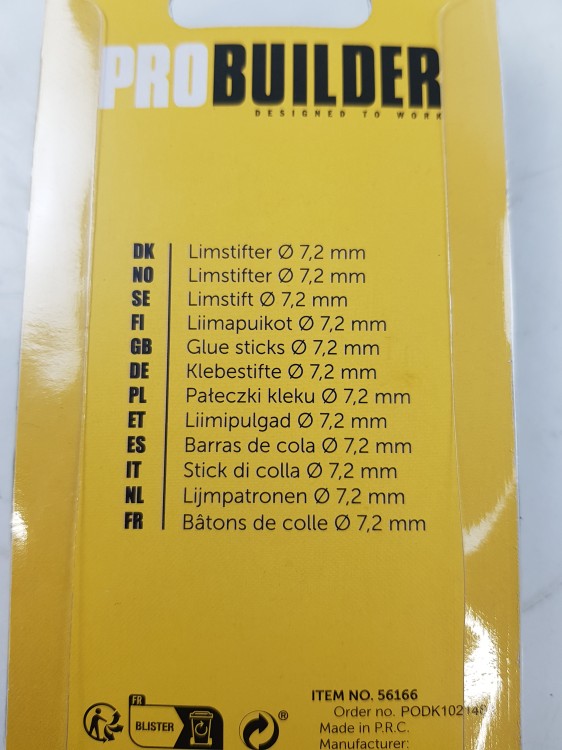 PROBUILDER
DESIGNED TO WORK
DK Limstifter Ø 7,2 mm
NO Limstifter Ø 7,2 mm
SE Limstift Ø 7,2 mm
FI Liimapuikot Ø 7,2 mm
GB Glue sticks Ø 7,2 mm
DE Klebestifte Ø 7,2 mm
PL Pałeczki kleku Ø 7,2 mm
ET Liimipulgad Ø 7,2 mm
ES Barras de cola Ø 7,2 mm
IT Stick di colla Ø 7,2 mm
NL Lijmpatronen Ø 7,2 mm
FR Bâtons de colle Ø 7,2 mm
FR
BLISTER
®
ITEM NO. 56166
Order no. PODK102148
Made in P.R.C.
Manufacturer: